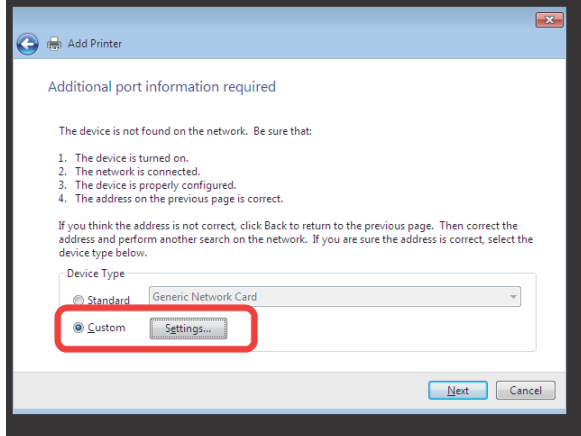 Add Printer
Additional port information required
The device is not found on the network. Be sure that:
1. The device is turned on.
2. The network is connected.
3. The device is properly configured.
4. The address on the previous page is correct.
If you think the address is not correct, click Back to return to the previous page. Then correct the
address and perform another search on the network. If you are sure the address is correct, select the
device type below.
Device Type
Standard Generic Network Card
Custom Settings...
Next Cancel